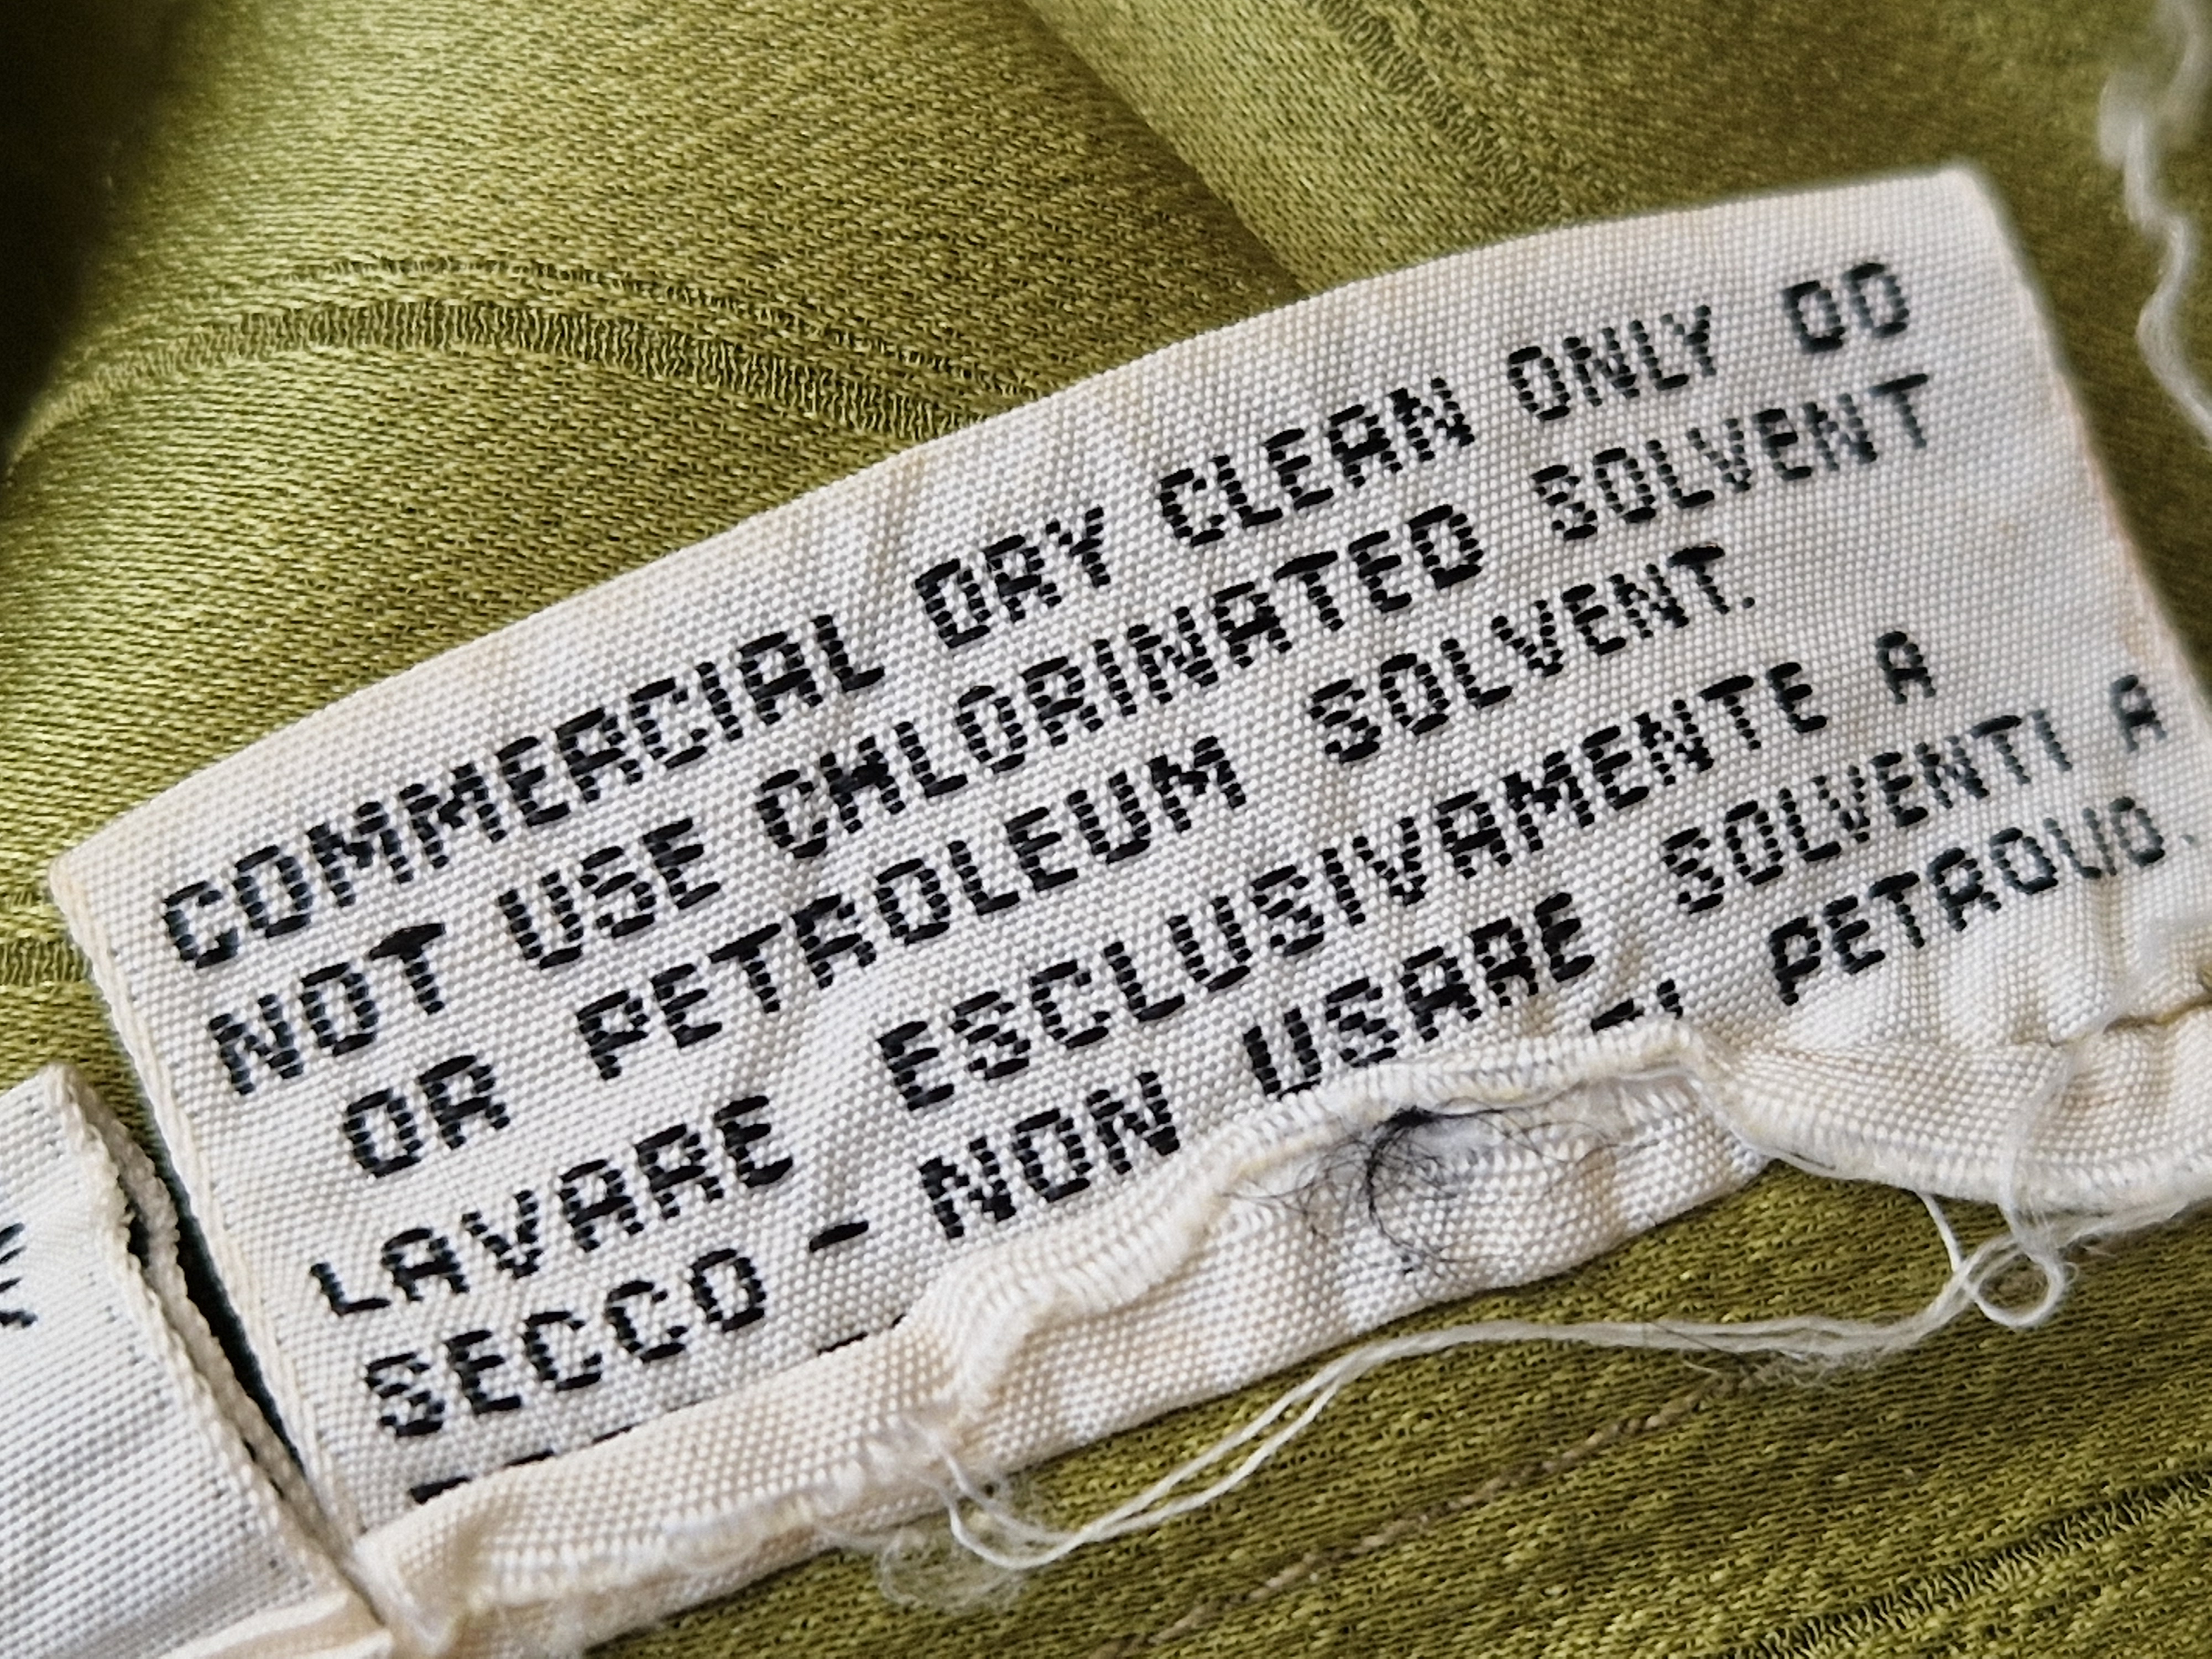 COMMERCIAL DRY CLEAN ONLY DO
NOT USE CHLORINATED SOLVENT
OR PETROLEUM SOLVENT.
LAVARE ESCLUSIVAMENTE A
SECCO - NON USARE SOLVENTI A
PETROLIO.